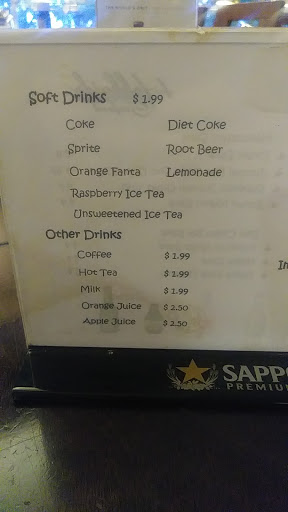 Soft Drinks $ 1.99
Coke Diet Coke
Sprite Root Beer
Orange Fanta Lemonade
Raspberry Ice Tea
Unsweetened Ice Tea
Other Drinks
Coffee $ 1.99
Hot Tea $ 1.99
Milk $ 1.99
Orange Juice $ 2.50
Apple Juice $ 2.50
PREMIUM